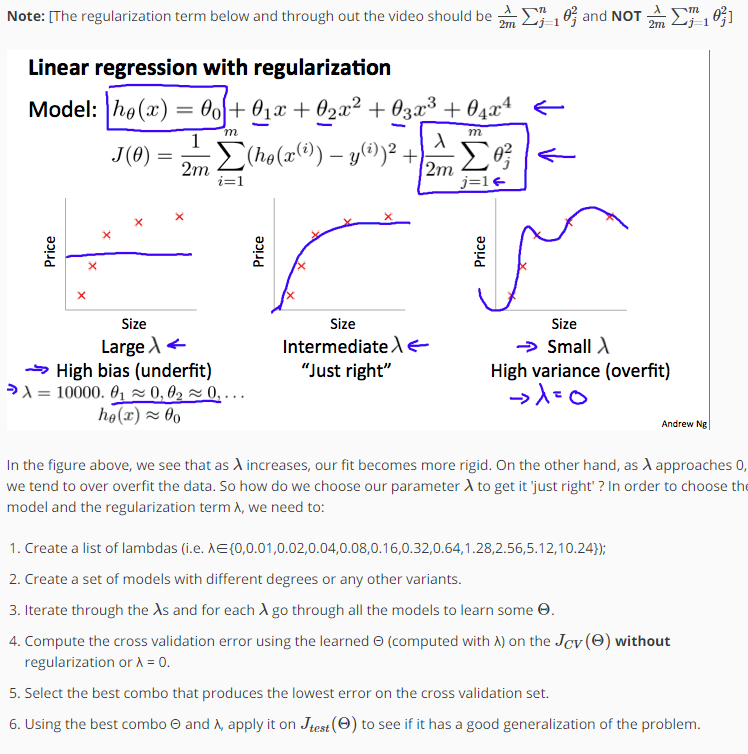 Note: [The regularization term below and through out the video should be $\frac{\lambda}{2m}\sum_{j=1}^{n}\theta_j^2$ and NOT $\frac{\lambda}{2m}\sum_{j=1}^{m}\theta_j^2$]
Linear regression with regularization
Model: $h_\theta(x) = \theta_0 + \theta_1 x + \theta_2 x^2 + \theta_3 x^3 + \theta_4 x^4$ ←
$J(\theta) = \frac{1}{2m}\sum_{i=1}^{m}(h_\theta(x^{(i)}) - y^{(i)})^2 + \frac{\lambda}{2m}\sum_{j=1}^{m}\theta_j^2$ ←
Price
Size
Large λ ←
→ High bias (underfit)
→ $\lambda = 10000.\ \theta_1 \approx 0, \theta_2 \approx 0, \ldots$
$h_\theta(x) \approx \theta_0$
Price
Size
Intermediate λ ←
“Just right”
Price
Size
→ Small λ
High variance (overfit)
→ λ=0
Andrew Ng
In the figure above, we see that as λ increases, our fit becomes more rigid. On the other hand, as λ approaches 0,
we tend to over overfit the data. So how do we choose our parameter λ to get it 'just right' ? In order to choose the
model and the regularization term λ, we need to:
1. Create a list of lambdas (i.e. λ∈{0,0.01,0.02,0.04,0.08,0.16,0.32,0.64,1.28,2.56,5.12,10.24});
2. Create a set of models with different degrees or any other variants.
3. Iterate through the λs and for each λ go through all the models to learn some Θ.
4. Compute the cross validation error using the learned Θ (computed with λ) on the $J_{CV}(\Theta)$ without
regularization or λ = 0.
5. Select the best combo that produces the lowest error on the cross validation set.
6. Using the best combo Θ and λ, apply it on $J_{test}(\Theta)$ to see if it has a good generalization of the problem.